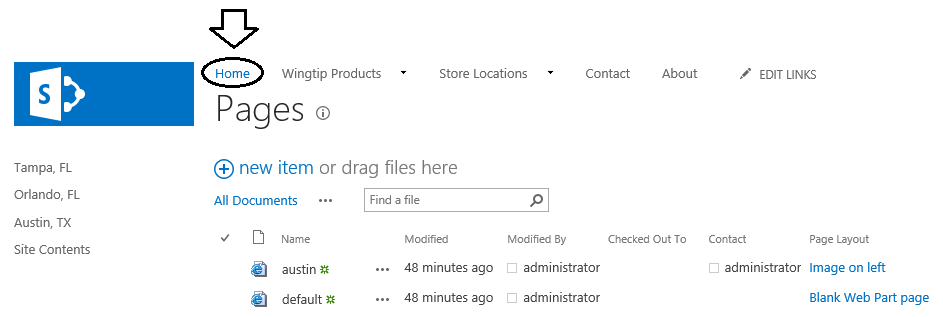 Home Wingtip Products Store Locations Contact About EDIT LINKS
S
Pages
Tampa, FL
Orlando, FL
Austin, TX
Site Contents
new item or drag files here
All Documents ••• Find a file
Name Modified Modified By Checked Out To Contact Page Layout
austin ••• 48 minutes ago administrator administrator Image on left
default ••• 48 minutes ago administrator Blank Web Part page